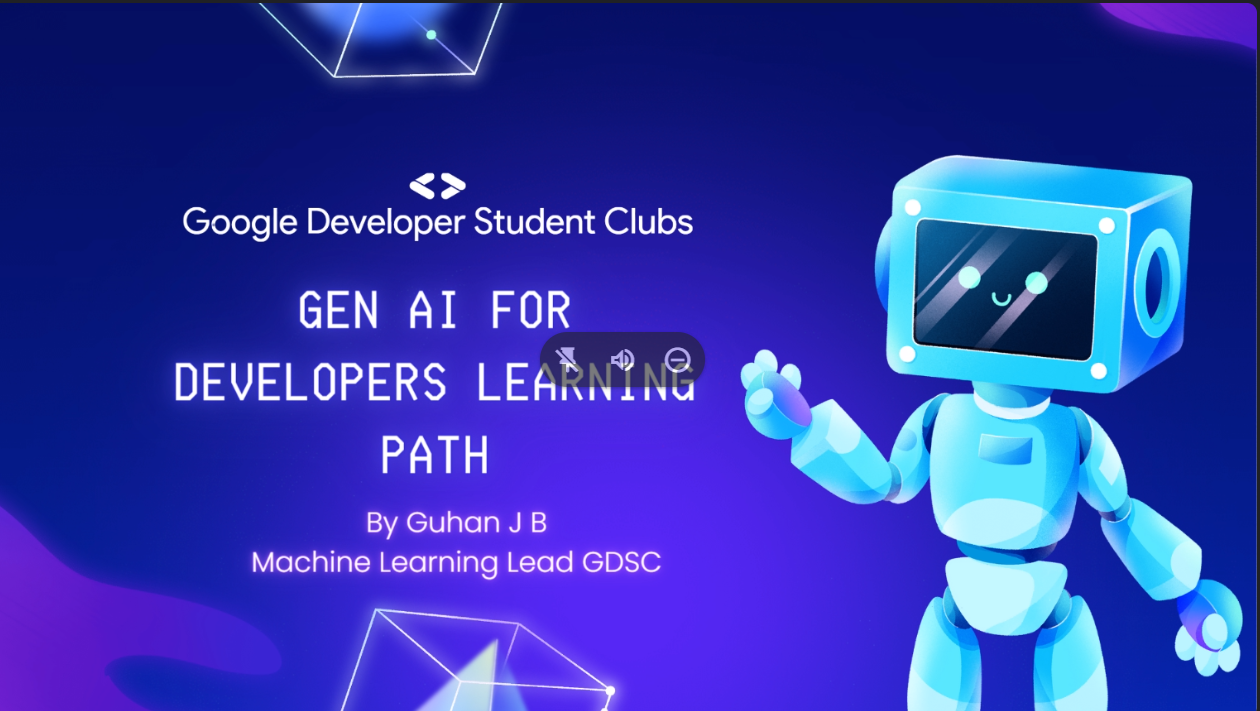 Google Developer Student Clubs
GEN AI FOR
DEVELOPERS LEARNING
PATH
By Guhan J B
Machine Learning Lead GDSC